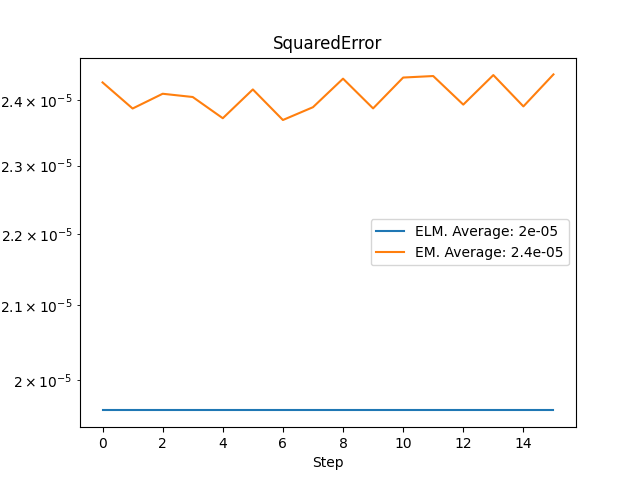 SquaredError
2.4 × 10⁻⁵
2.3 × 10⁻⁵
2.2 × 10⁻⁵
2.1 × 10⁻⁵
2 × 10⁻⁵
ELM. Average: 2e-05
EM. Average: 2.4e-05
0 2 4 6 8 10 12 14
Step